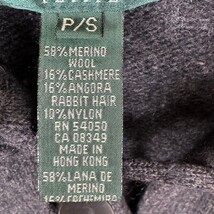 P/S
58% MERINO
WOOL
16% CASHMERE
16% ANGORA
RABBIT HAIR
10% NYLON
RN 54050
CA 08349
MADE IN
HONG KONG
58% LANA DE
MERINO